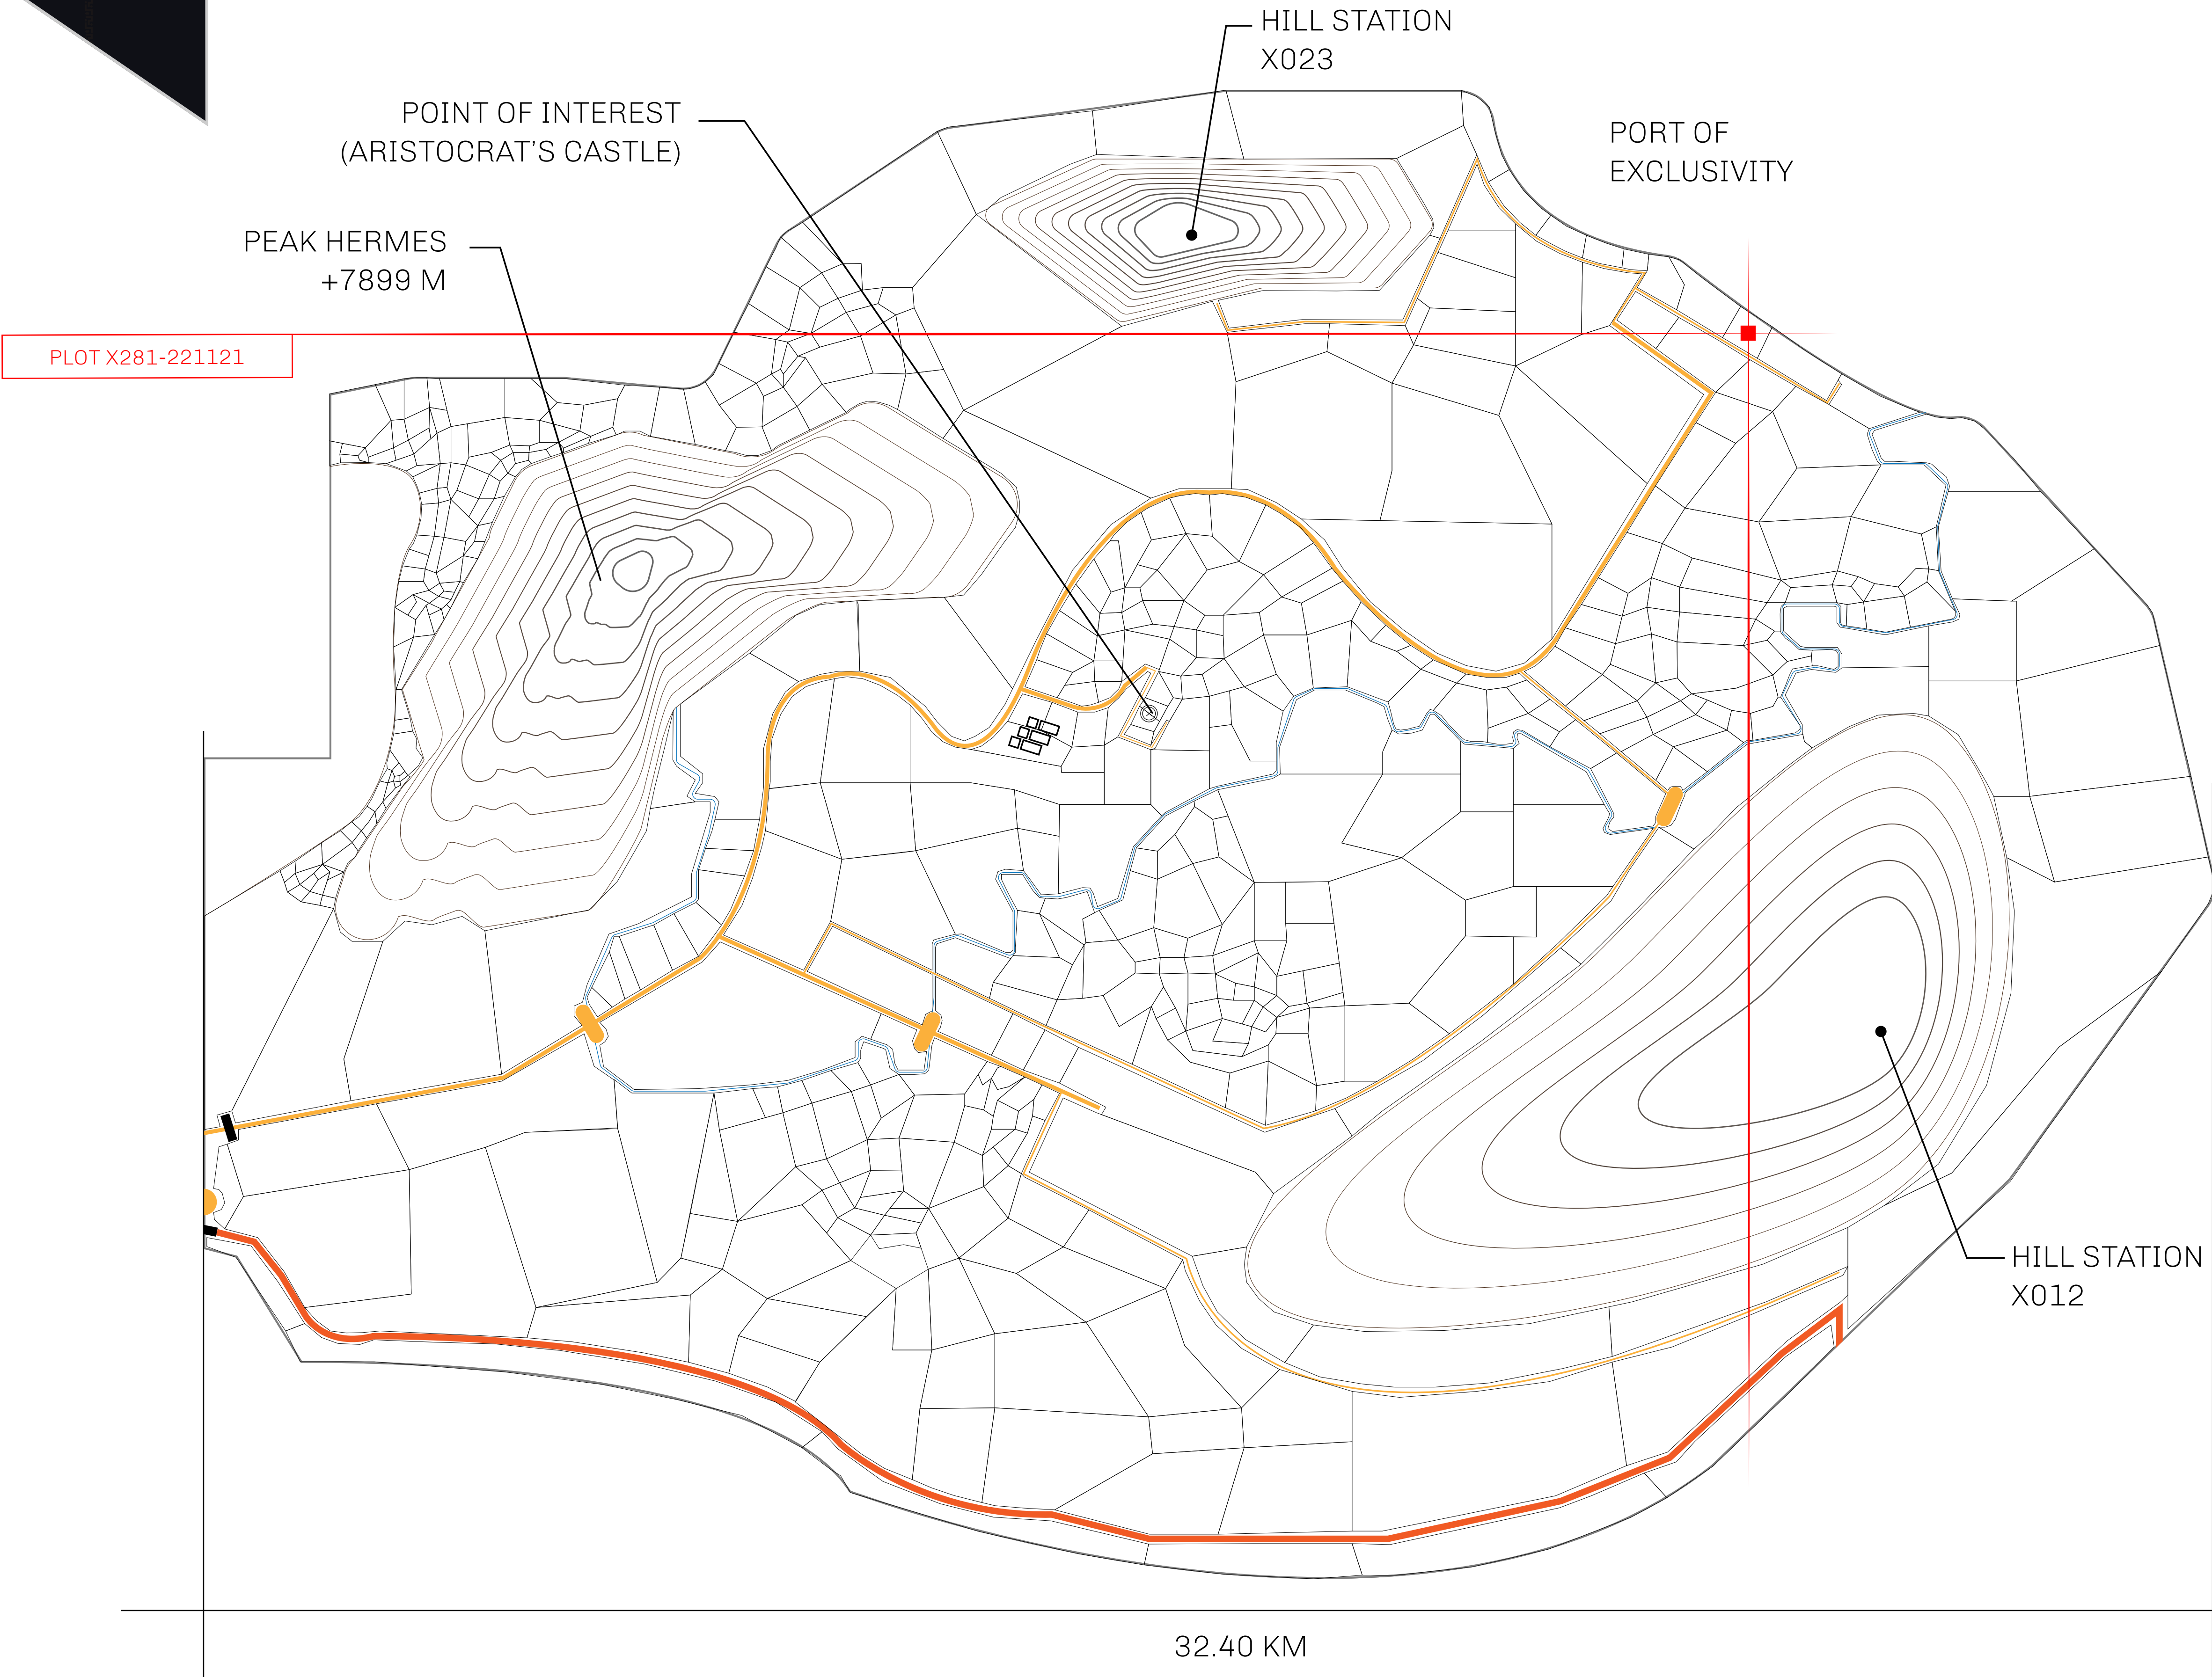 HILL STATION
X023
POINT OF INTEREST
(ARISTOCRAT'S CASTLE)
PORT OF
EXCLUSIVITY
PEAK HERMES
+7899 M
PLOT X281-221121
HILL STATION
X012
32.40 KM